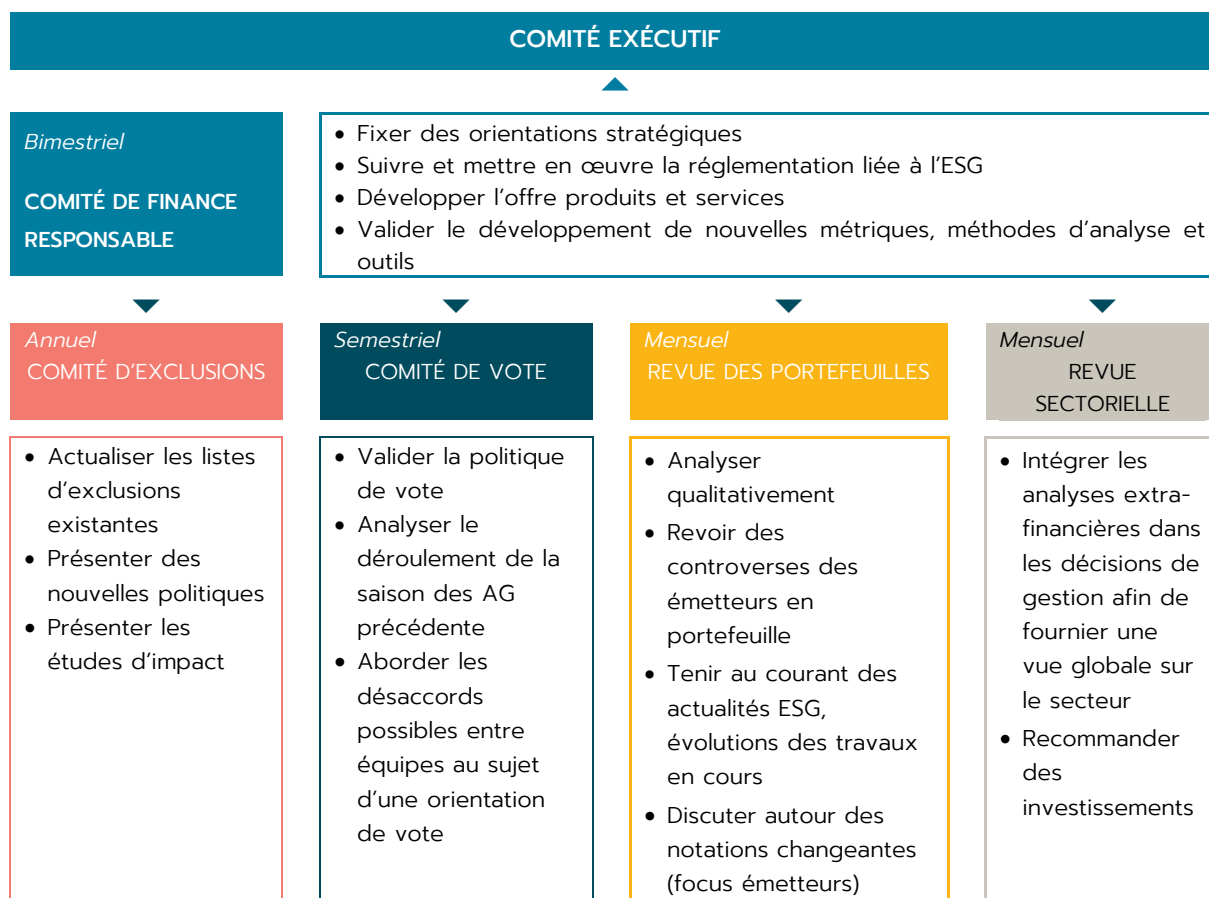 COMITÉ EXÉCUTIF
Bimestriel
COMITÉ DE FINANCE
RESPONSABLE
• Fixer des orientations stratégiques
• Suivre et mettre en œuvre la réglementation liée à l'ESG
• Développer l'offre produits et services
• Valider le développement de nouvelles métriques, méthodes d'analyse et
outils
Annuel
COMITÉ D'EXCLUSIONS
• Actualiser les listes
d'exclusions
existantes
• Présenter des
nouvelles politiques
• Présenter les
études d'impact
Semestriel
COMITÉ DE VOTE
• Valider la politique
de vote
• Analyser le
déroulement de la
saison des AG
précédente
• Aborder les
désaccords
possibles entre
équipes au sujet
d'une orientation
de vote
Mensuel
REVUE DES PORTEFEUILLES
• Analyser
qualitativement
• Revoir des
controverses des
émetteurs en
portefeuille
• Tenir au courant des
actualités ESG,
évolutions des travaux
en cours
• Discuter autour des
notations changeantes
(focus émetteurs)
Mensuel
REVUE
SECTORIELLE
• Intégrer les
analyses extra-
financières dans
les décisions de
gestion afin de
fournier une
vue globale sur
le secteur
• Recommander
des
investissements